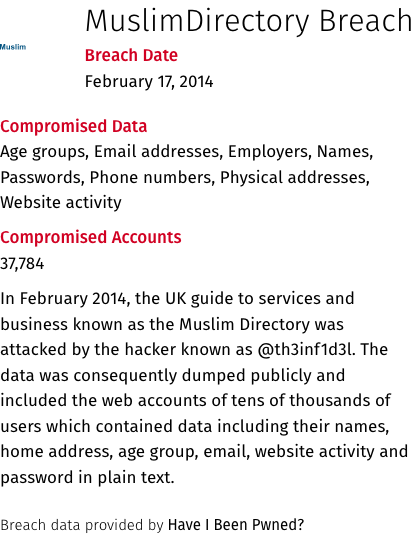 MuslimDirectory Breach
Muslim
Breach Date
February 17, 2014
Compromised Data
Age groups, Email addresses, Employers, Names,
Passwords, Phone numbers, Physical addresses,
Website activity
Compromised Accounts
37,784
In February 2014, the UK guide to services and
business known as the Muslim Directory was
attacked by the hacker known as @th3inf1d3l. The
data was consequently dumped publicly and
included the web accounts of tens of thousands of
users which contained data including their names,
home address, age group, email, website activity and
password in plain text.
Breach data provided by Have I Been Pwned?